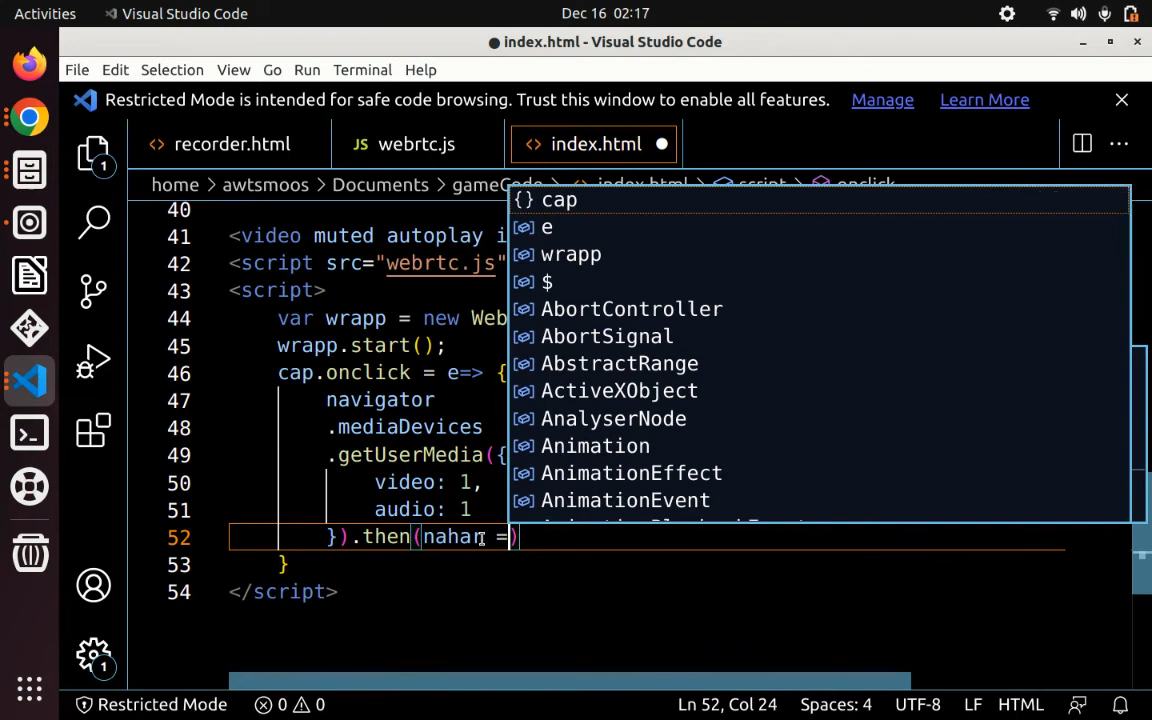 Activities Visual Studio Code Dec 16 02:17
index.html - Visual Studio Code
File Edit Selection View Go Run Terminal Help
Restricted Mode is intended for safe code browsing. Trust this window to enable all features. Manage Learn More
1 recorder.html JS webrtc.js index.html
home > awtsmoos > Documents > gameCode > index.html > script > onclick
40
41 <video muted autoplay i
42 <script src="webrtc.js"
43 <script>
44 var wrapp = new Web
45 wrapp.start();
46 cap.onclick = e=> {
47 navigator
48 .mediaDevices
49 .getUserMedia({
50 video: 1,
51 audio: 1
52 }).then(nahar =)
53 }
54 </script>
{} cap
e
wrapp
$
AbortController
AbortSignal
AbstractRange
ActiveXObject
AnalyserNode
Animation
AnimationEffect
AnimationEvent
1
Restricted Mode 0 0 Ln 52, Col 24 Spaces: 4 UTF-8 LF HTML